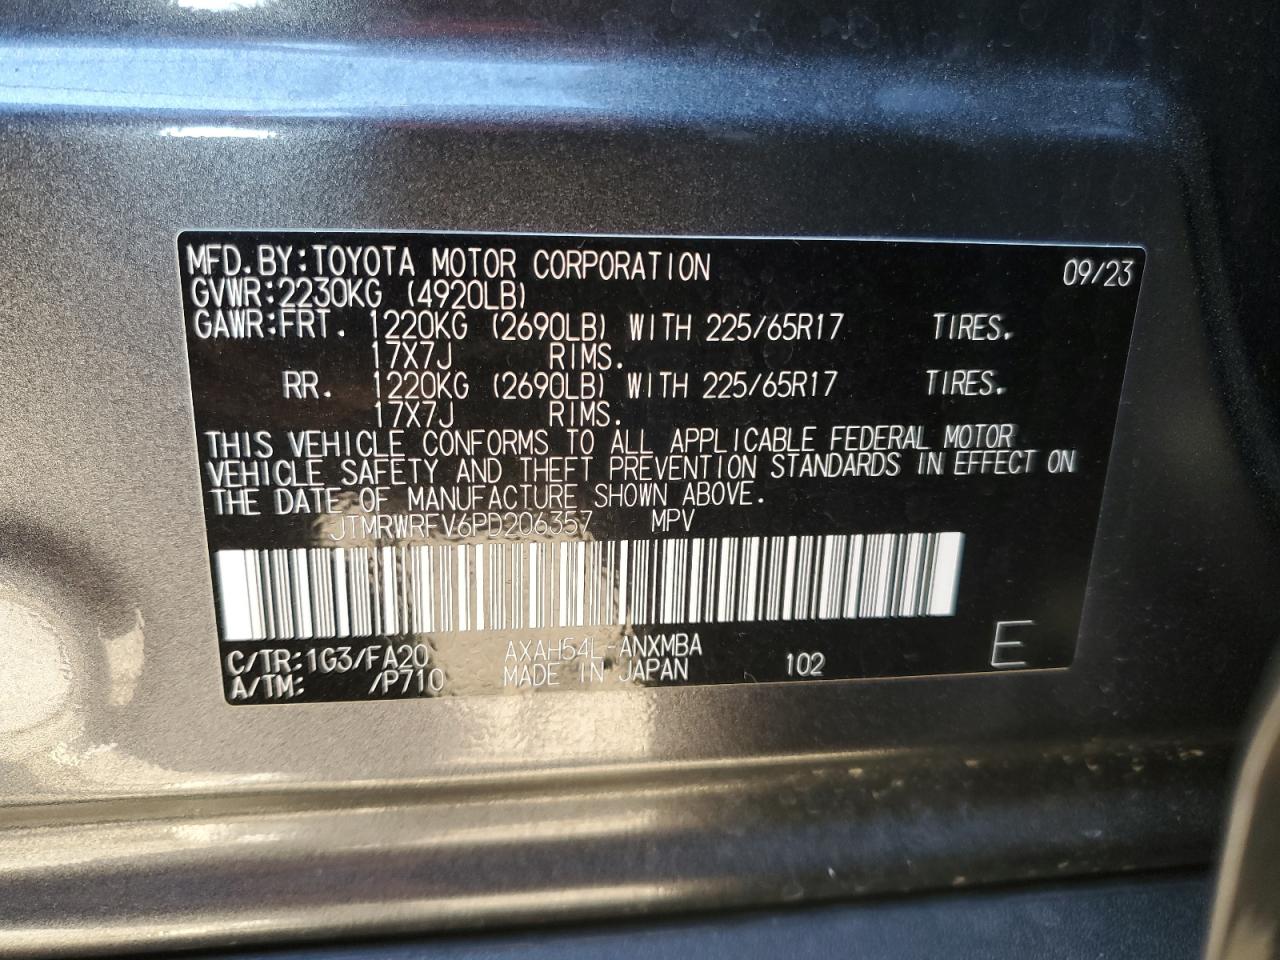 MFD.BY:TOYOTA MOTOR CORPORATION 09/23
GVWR:2230KG (4920LB)
GAWR:FRT. 1220KG (2690LB) WITH 225/65R17 TIRES.
17X7J RIMS.
RR. 1220KG (2690LB) WITH 225/65R17 TIRES.
17X7J RIMS.
THIS VEHICLE CONFORMS TO ALL APPLICABLE FEDERAL MOTOR
VEHICLE SAFETY AND THEFT PREVENTION STANDARDS IN EFFECT ON
THE DATE OF MANUFACTURE SHOWN ABOVE.
JTMRWRFV6PD206357 MPV
C/TR:1G3/FA20 AXAH54L-ANXMBA
A/TM: /P710 MADE IN JAPAN 102 E